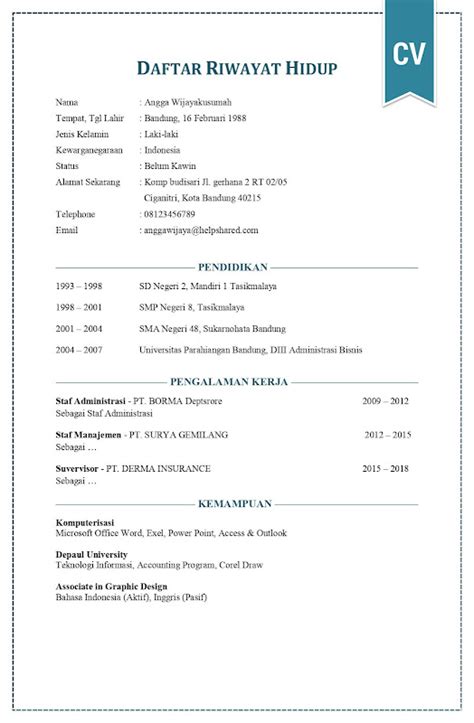 CV
DAFTAR RIWAYAT HIDUP
Nama : Angga Wijayakusumah
Tempat, Tgl Lahir : Bandung, 16 Februari 1988
Jenis Kelamin : Laki-laki
Kewarganegaraan : Indonesia
Status : Belum Kawin
Alamat Sekarang : Komp budisari Jl. gerhana 2 RT 02/05
Ciganitri, Kota Bandung 40215
Telephone : 08123456789
Email : anggawijaya@helpshared.com
PENDIDIKAN
1993 – 1998 SD Negeri 2, Mandiri 1 Tasikmalaya
1998 – 2001 SMP Negeri 8, Tasikmalaya
2001 – 2004 SMA Negeri 48, Sukarnohata Bandung
2004 – 2007 Universitas Parahiangan Bandung, DIII Administrasi Bisnis
PENGALAMAN KERJA
Staf Administrasi - PT. BORMA Deptsore 2009 – 2012
Sebagai Staf Administrasi
Staf Manajemen - PT. SURYA GEMILANG 2012 – 2015
Sebagai …
Suvervisor - PT. DERMA INSURANCE 2015 – 2018
Sebagai …
KEMAMPUAN
Komputerisasi
Microsoft Office Word, Exel, Power Point, Access & Outlook
Depaul University
Teknologi Informasi, Accounting Program, Corel Draw
Associate in Graphic Design
Bahasa Indonesia (Aktif), Inggris (Pasif)